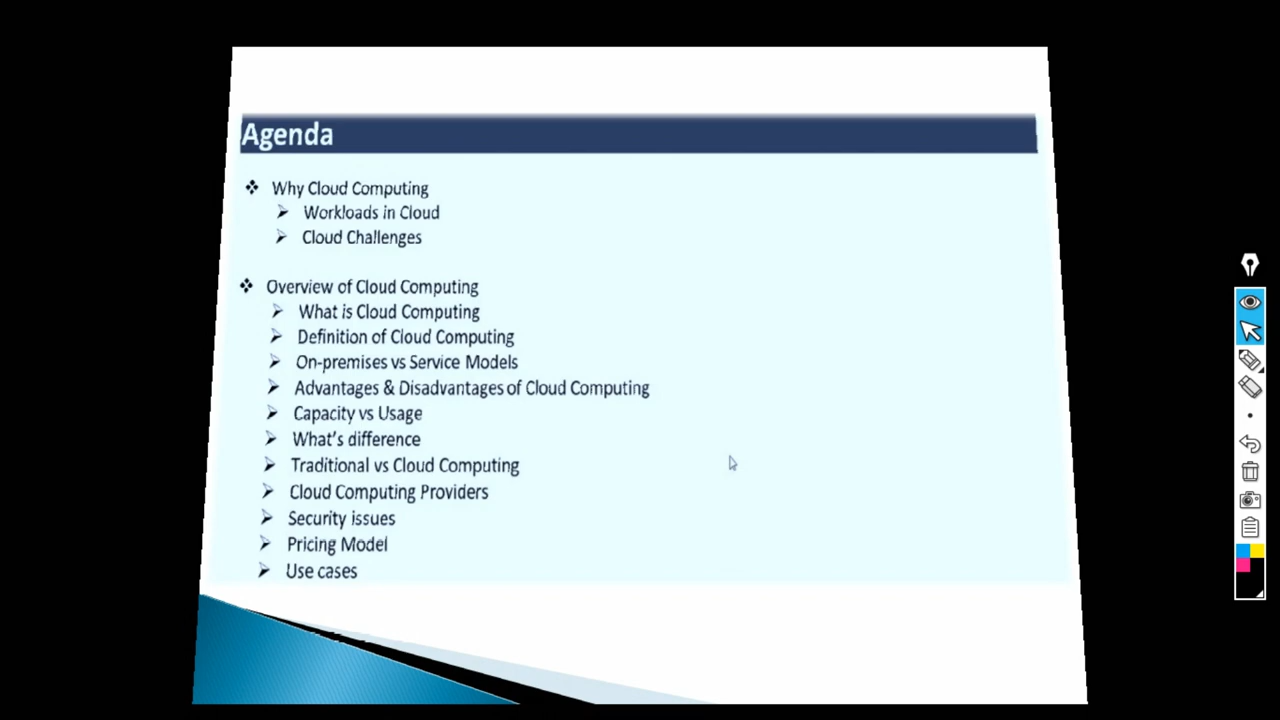 Agenda
Why Cloud Computing
Workloads in Cloud
Cloud Challenges
Overview of Cloud Computing
What is Cloud Computing
Definition of Cloud Computing
On-premises vs Service Models
Advantages & Disadvantages of Cloud Computing
Capacity vs Usage
What's difference
Traditional vs Cloud Computing
Cloud Computing Providers
Security issues
Pricing Model
Use cases